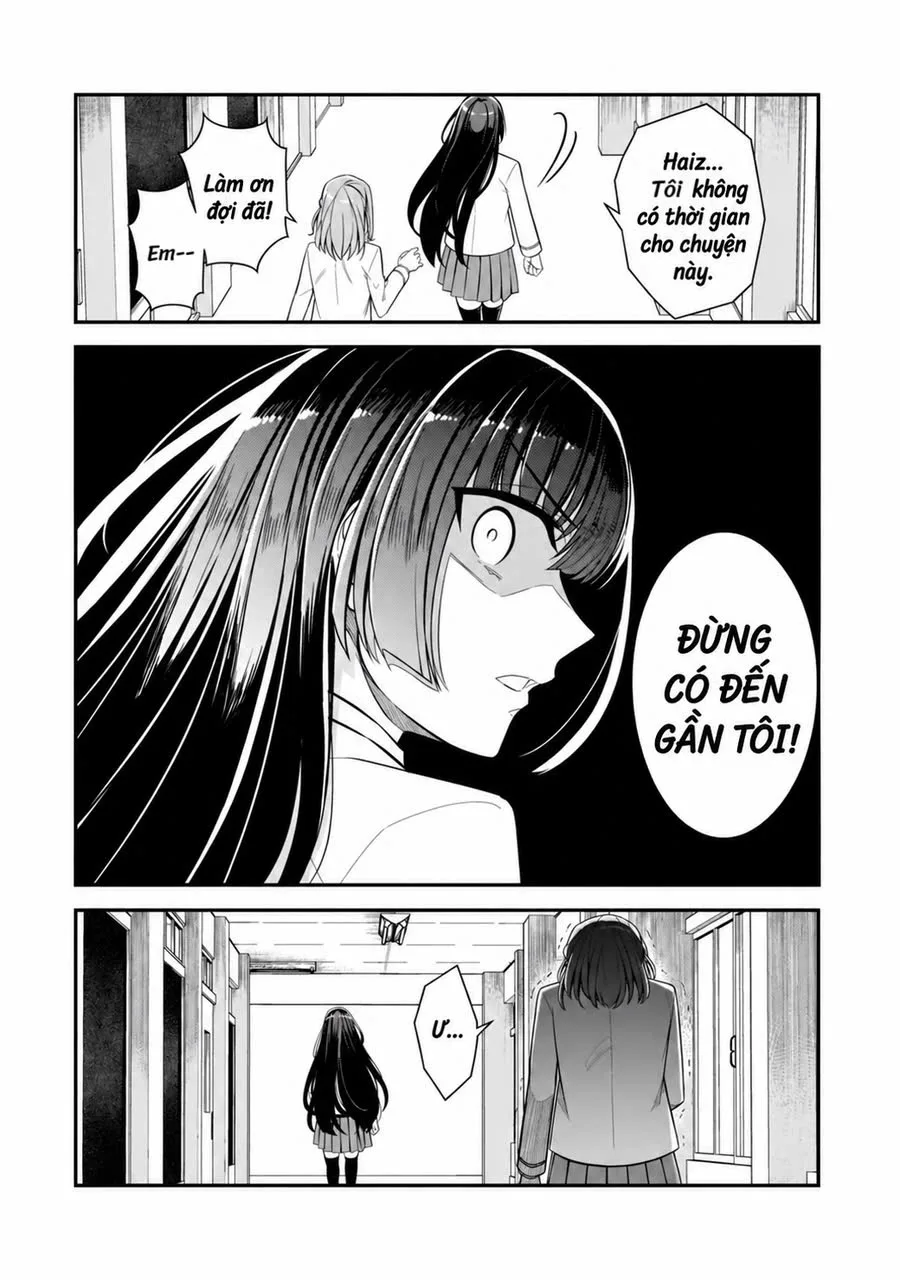 Haiz...
Tôi không
có thời gian
cho chuyện
này.
Làm ơn
đợi đã!
Em--
ĐỪNG
CÓ ĐẾN
GẦN TÔI!
Ư...